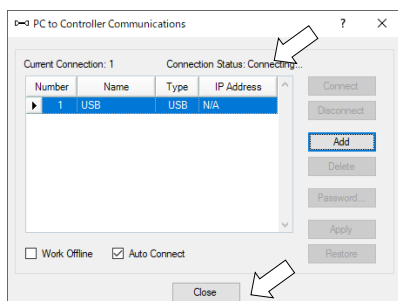 PC to Controller Communications ? ×
Current Connection: 1 Connection Status: Connecting...
Number Name Type IP Address
1 USB USB N/A
Connect
Disconnect
Add
Delete
Password...
Apply
Restore
Work Offline Auto Connect
Close